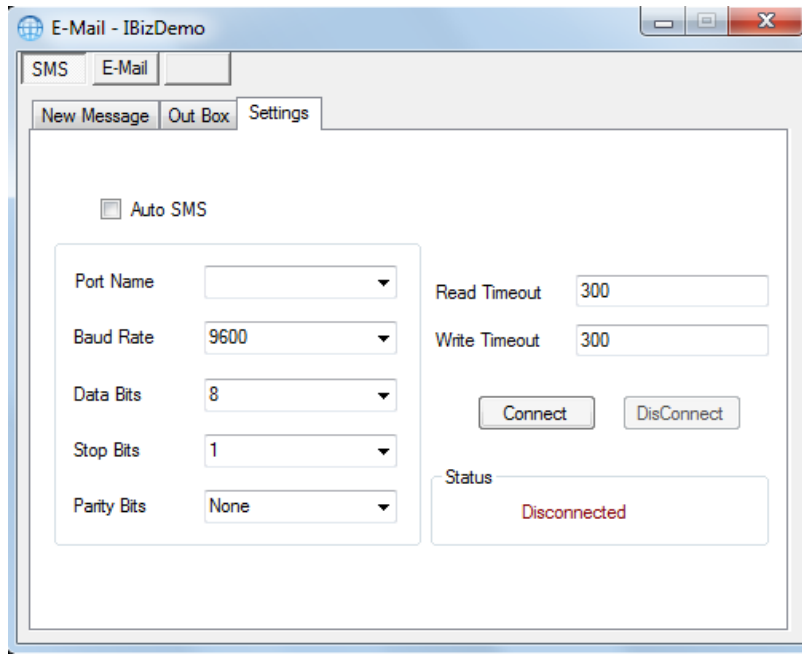 E-Mail - IBizDemo
SMS E-Mail
New Message Out Box Settings
Auto SMS
Port Name
Baud Rate 9600
Data Bits 8
Stop Bits 1
Parity Bits None
Read Timeout 300
Write Timeout 300
Connect DisConnect
Status
Disconnected